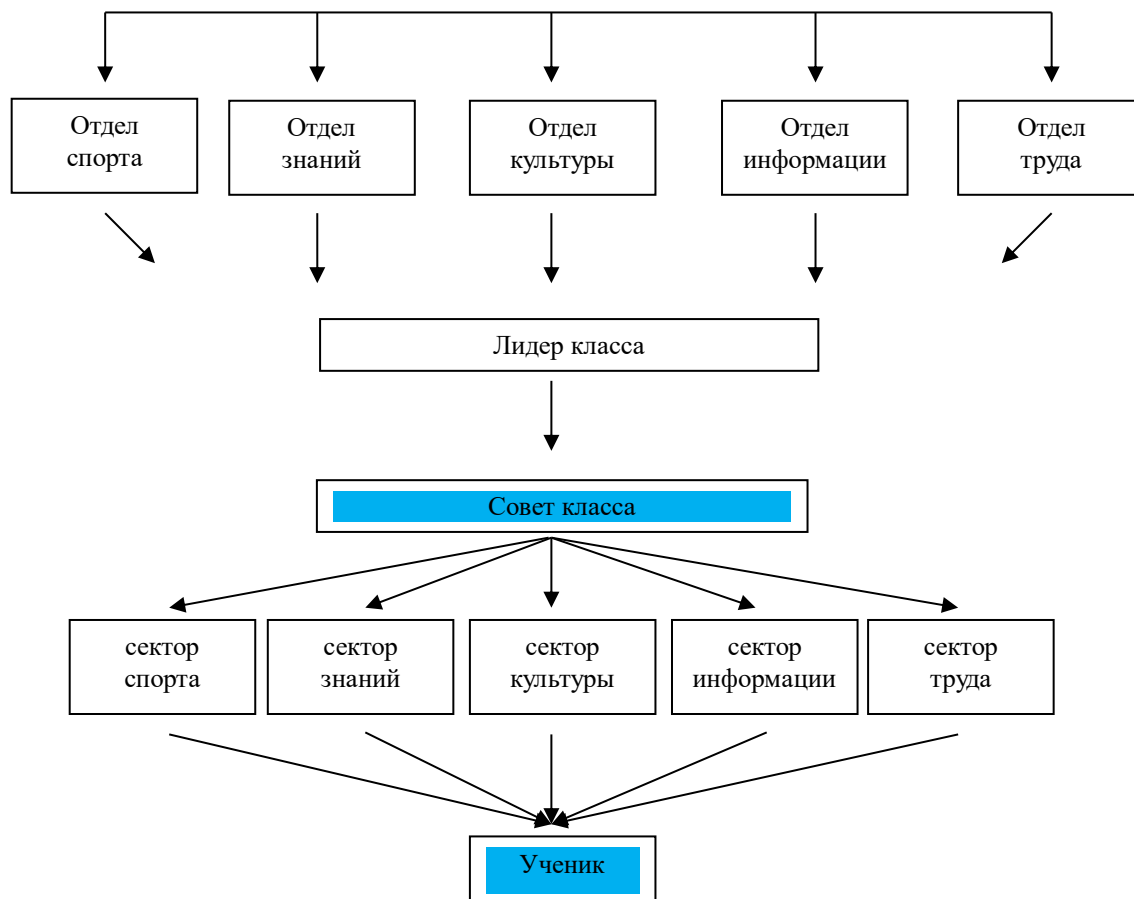 Отдел
спорта
Отдел
знаний
Отдел
культуры
Отдел
информации
Отдел
труда
Лидер класса
Совет класса
сектор
спорта
сектор
знаний
сектор
культуры
сектор
информации
сектор
труда
Ученик